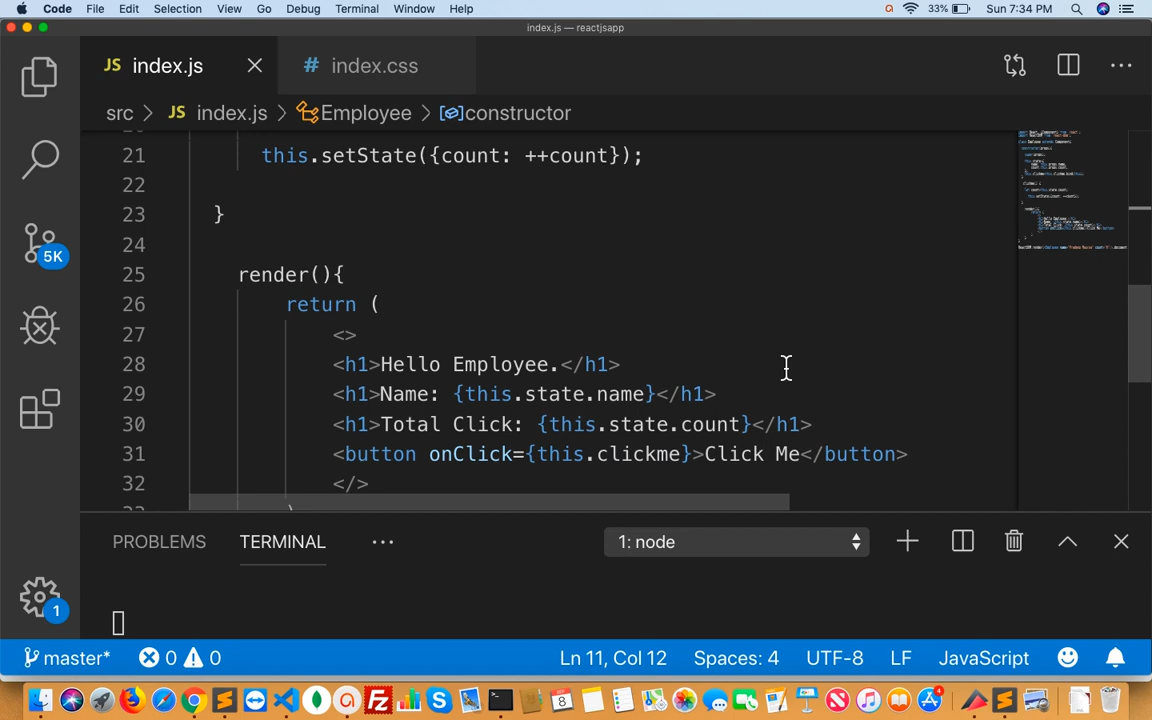 Code File Edit Selection View Go Debug Terminal Window Help 33% Sun 7:34 PM
index.js — reactjsapp
JS index.js # index.css
src > JS index.js > Employee > constructor
21 this.setState({count: ++count});
22
23 }
24
25 render(){
26 return (
27 <>
28 <h1>Hello Employee.</h1>
29 <h1>Name: {this.state.name}</h1>
30 <h1>Total Click: {this.state.count}</h1>
31 <button onClick={this.clickme}>Click Me</button>
32 </>
5K
PROBLEMS TERMINAL ··· 1: node
1
master* 0 0 Ln 11, Col 12 Spaces: 4 UTF-8 LF JavaScript